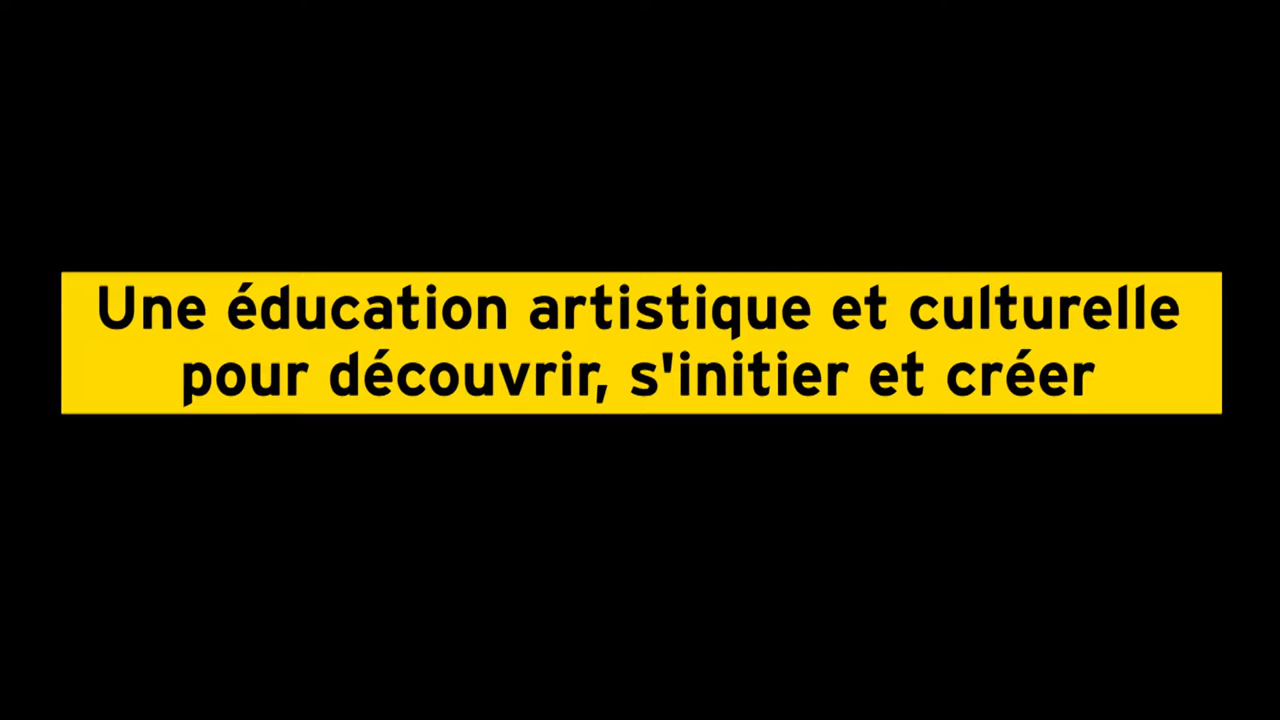 Une éducation artistique et culturelle
pour découvrir, s'initier et créer